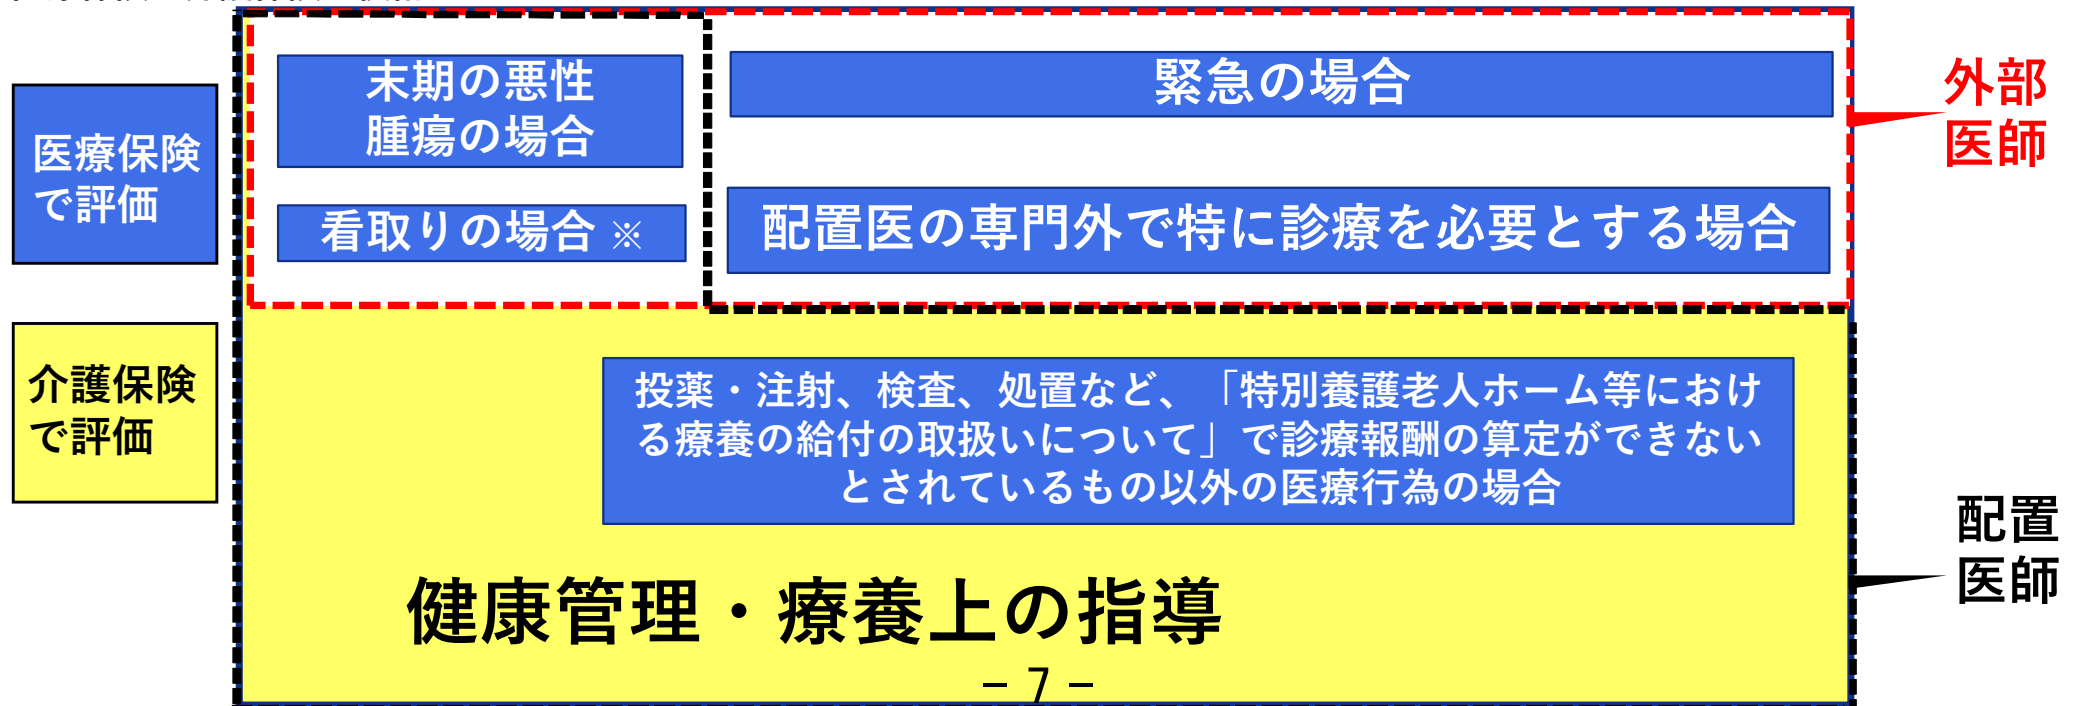 医療保険
で評価
介護保険
で評価
末期の悪性
腫瘍の場合
看取りの場合 ※
緊急の場合
配置医の専門外で特に診療を必要とする場合
投薬・注射、検査、処置など、「特別養護老人ホーム等におけ
る療養の給付の取扱いについて」で診療報酬の算定ができない
とされているもの以外の医療行為の場合
健康管理・療養上の指導
外部
医師
配置
医師
− 7 −